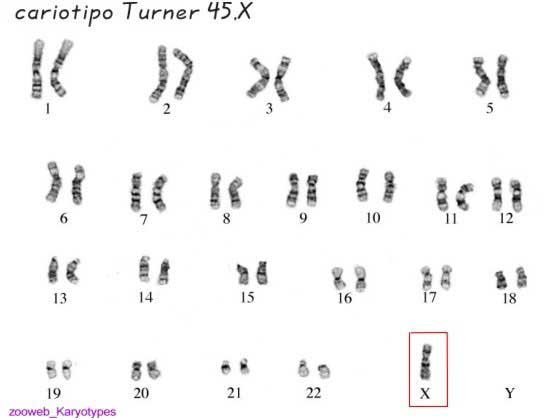 cariotipo Turner 45.X
1 2 3 4 5
6 7 8 9 10 11 12
13 14 15 16 17 18
19 20 21 22 X Y
zooweb_Karyotypes